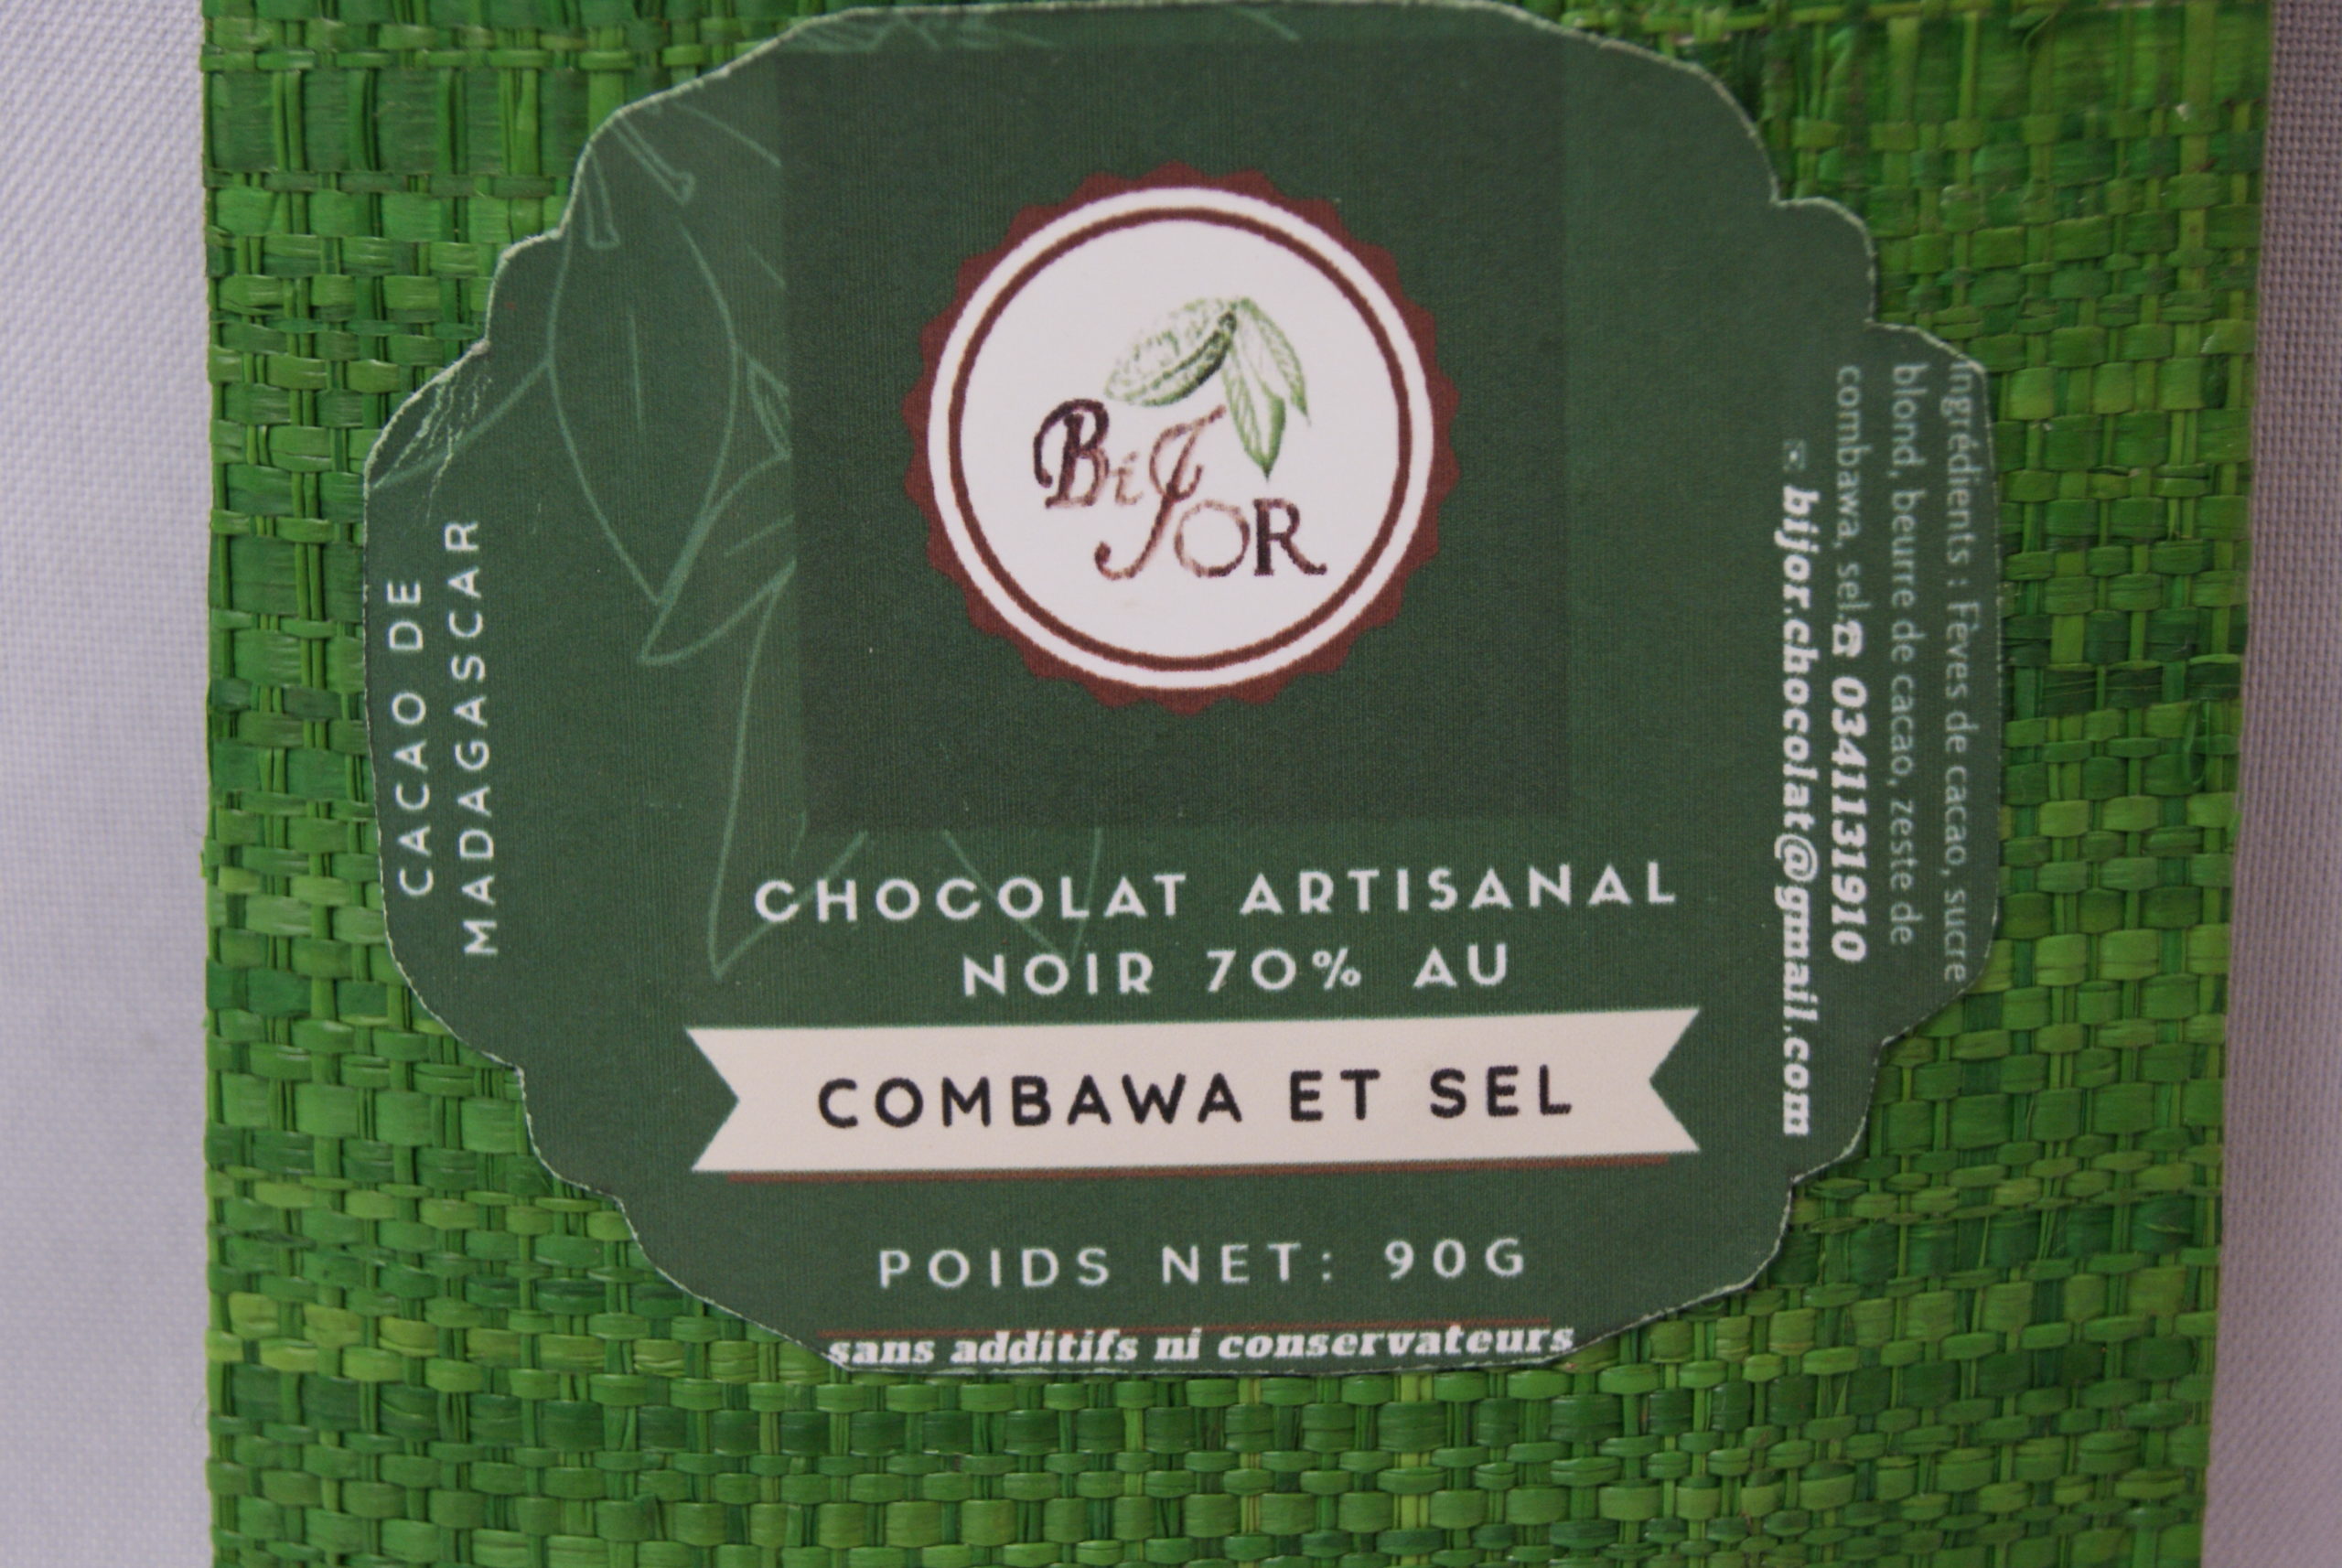 BiJOR
CHOCOLAT ARTISANAL
NOIR 70% AU
COMBAWA ET SEL
POIDS NET: 90G
sans additifs ni conservateurs
CACAO DE
MADAGASCAR
Ingrédients : Fèves de cacao, sucre
blond, beurre de cacao, zeste de
combawa, sel.☎ 0341131910
✉ bijor.chocolat@gmail.com